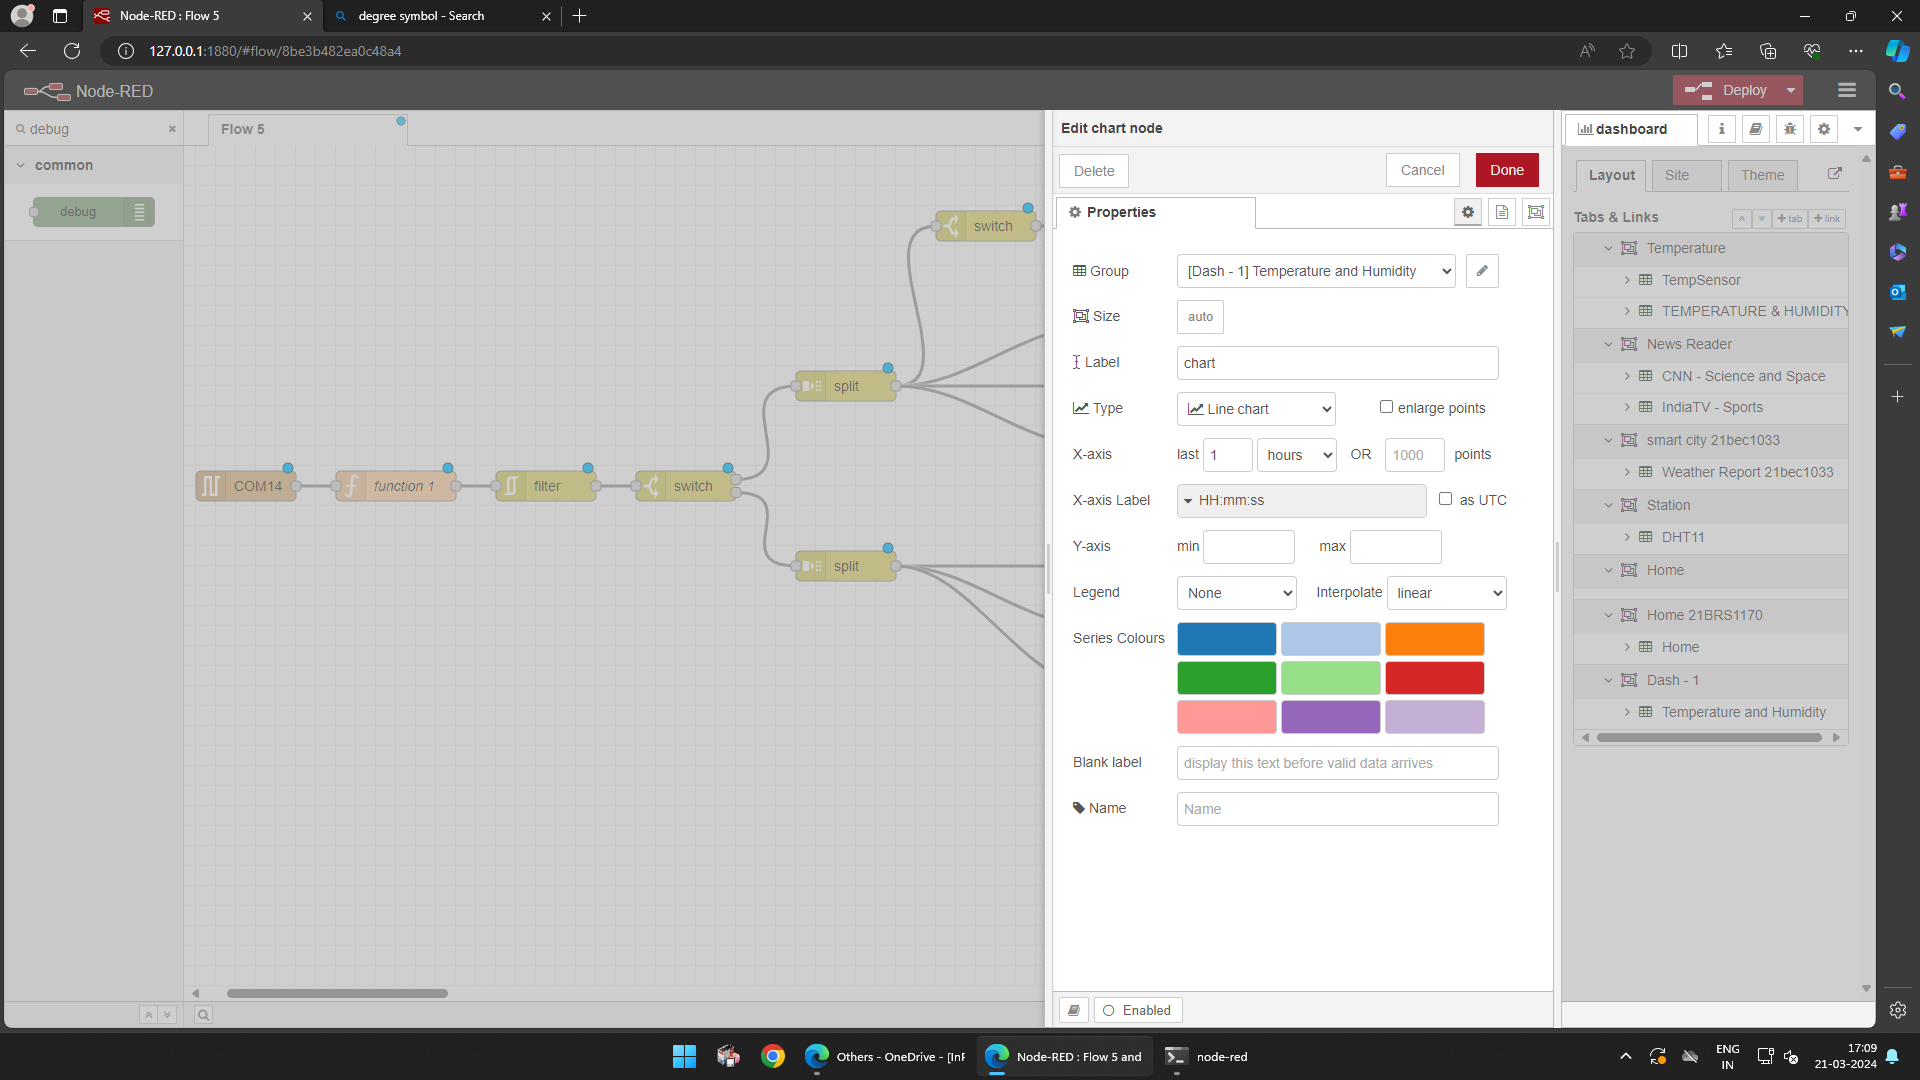 Node-RED : Flow 5
degree symbol - Search
127.0.0.1:1880/#flow/8be3b482ea0c48a4
Node-RED
Deploy
debug
Flow 5
common
debug
switch
split
COM14
function 1
filter
switch
split
Edit chart node
Delete
Cancel
Done
Properties
Group
[Dash - 1] Temperature and Humidity
Size
auto
Label
chart
Type
Line chart
enlarge points
X-axis
last
1
hours
OR
1000
points
X-axis Label
HH:mm:ss
as UTC
Y-axis
min
max
Legend
None
Interpolate
linear
Series Colours
Blank label
display this text before valid data arrives
Name
Name
Enabled
dashboard
Layout
Site
Theme
Tabs & Links
tab
link
Temperature
TempSensor
TEMPERATURE & HUMIDITY
News Reader
CNN - Science and Space
IndiaTV - Sports
smart city 21bec1033
Weather Report 21bec1033
Station
DHT11
Home
Home 21BRS1170
Home
Dash - 1
Temperature and Humidity
Others - OneDrive - [InF
Node-RED : Flow 5 and
node-red
ENG
IN
17:09
21-03-2024